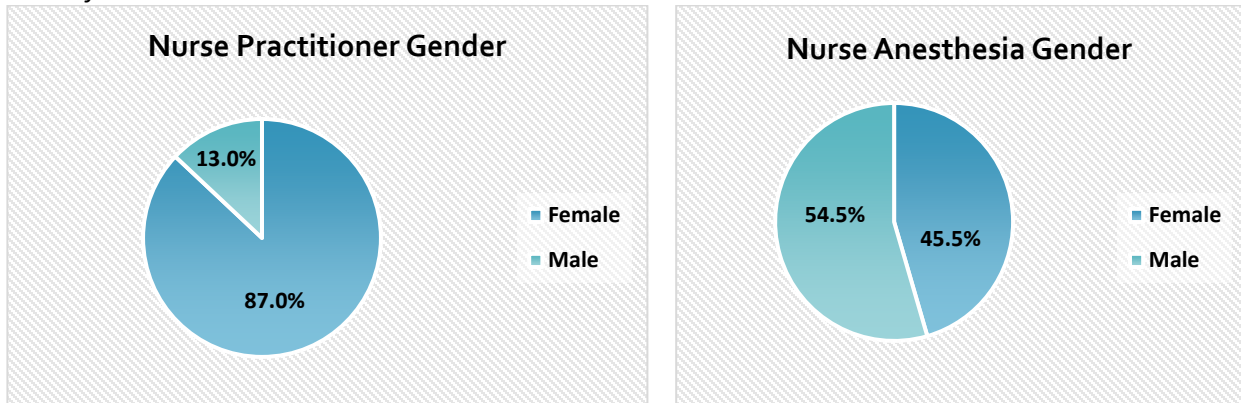 Nurse Practitioner Gender
13.0%
87.0%
Female
Male
Nurse Anesthesia Gender
54.5%
45.5%
Female
Male